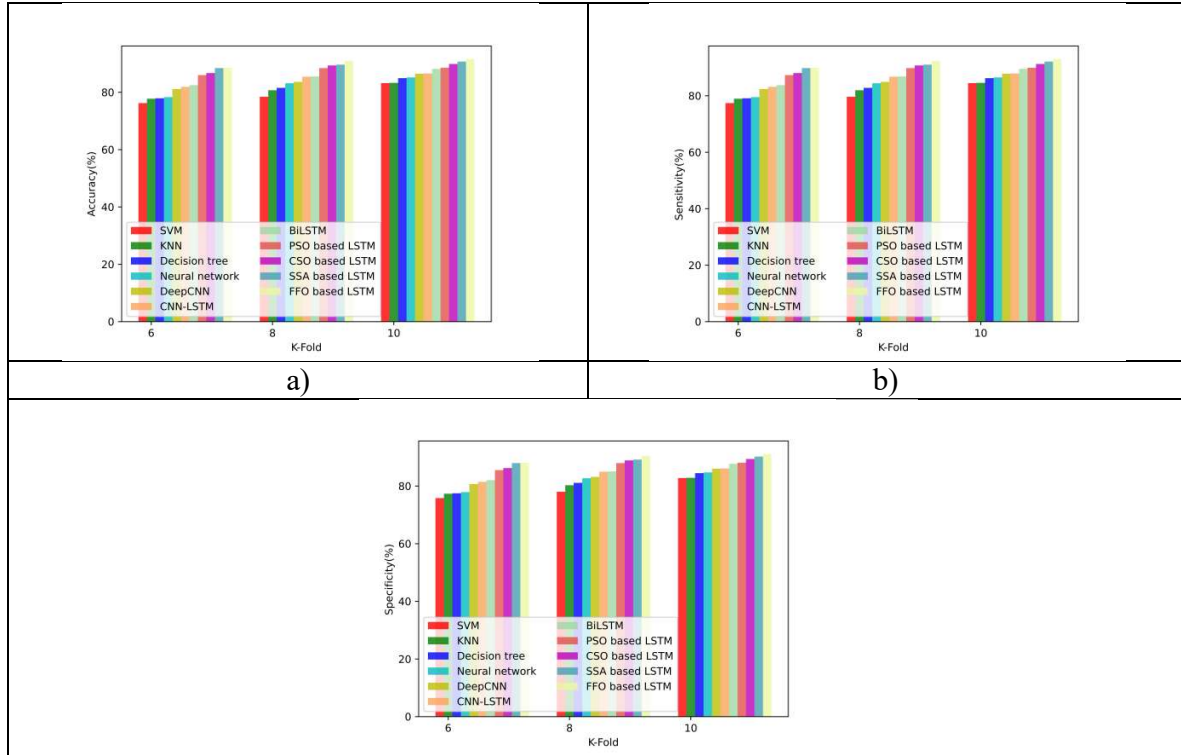 80
60
40
20
0
Accuracy(%)
SVM
KNN
Decision tree
Neural network
DeepCNN
CNN-LSTM
BiLSTM
PSO based LSTM
CSO based LSTM
SSA based LSTM
FFO based LSTM
6 8 10
K-Fold
80
60
40
20
0
Sensitivity(%)
SVM
KNN
Decision tree
Neural network
DeepCNN
CNN-LSTM
BiLSTM
PSO based LSTM
CSO based LSTM
SSA based LSTM
FFO based LSTM
6 8 10
K-Fold
a)
b)
80
60
40
20
0
Specificity(%)
SVM
KNN
Decision tree
Neural network
DeepCNN
CNN-LSTM
BiLSTM
PSO based LSTM
CSO based LSTM
SSA based LSTM
FFO based LSTM
6 8 10
K-Fold